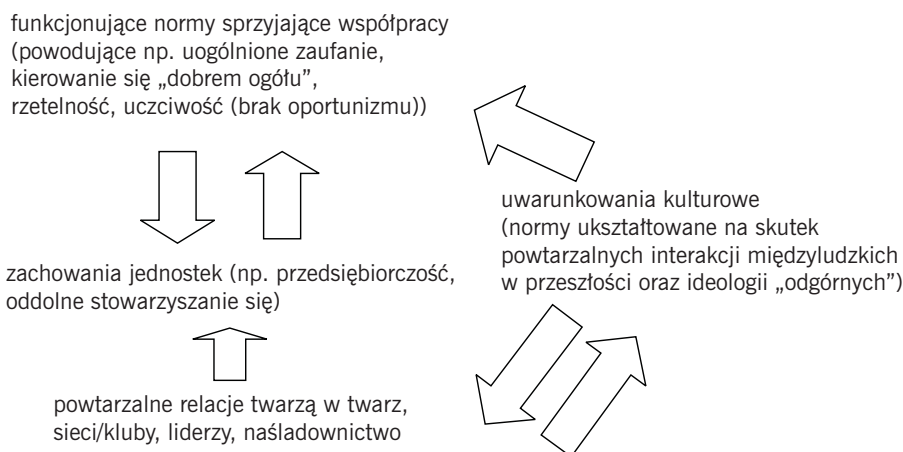 funkcjonujące normy sprzyjające współpracy
(powodujące np. uogólnione zaufanie,
kierowanie się „dobrem ogółu”,
rzetelność, uczciwość (brak oportunizmu))
uwarunkowania kulturowe
(normy ukształtowane na skutek
powtarzalnych interakcji międzyludzkich
w przeszłości oraz ideologii „odgórnych”)
zachowania jednostek (np. przedsiębiorczość,
oddolne stowarzyszanie się)
powtarzalne relacje twarzą w twarz,
sieci/kluby, liderzy, naśladownictwo